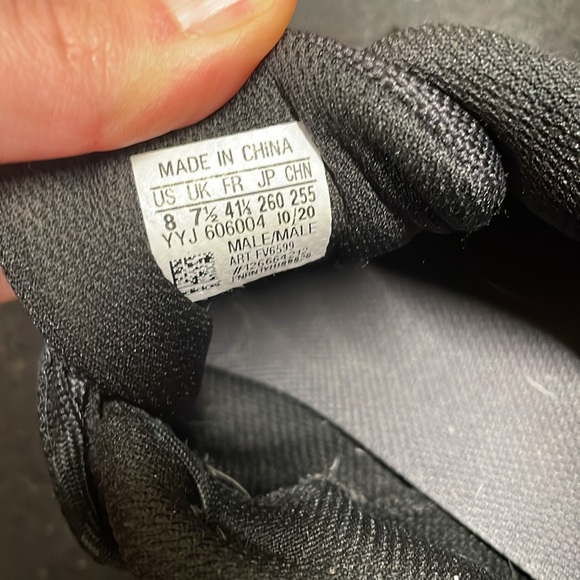 MADE IN CHINA
US UK FR JP CHN
8 7½ 41⅓ 260 255
YYJ 606004 10/20
MALE/MALE
ART FV6599